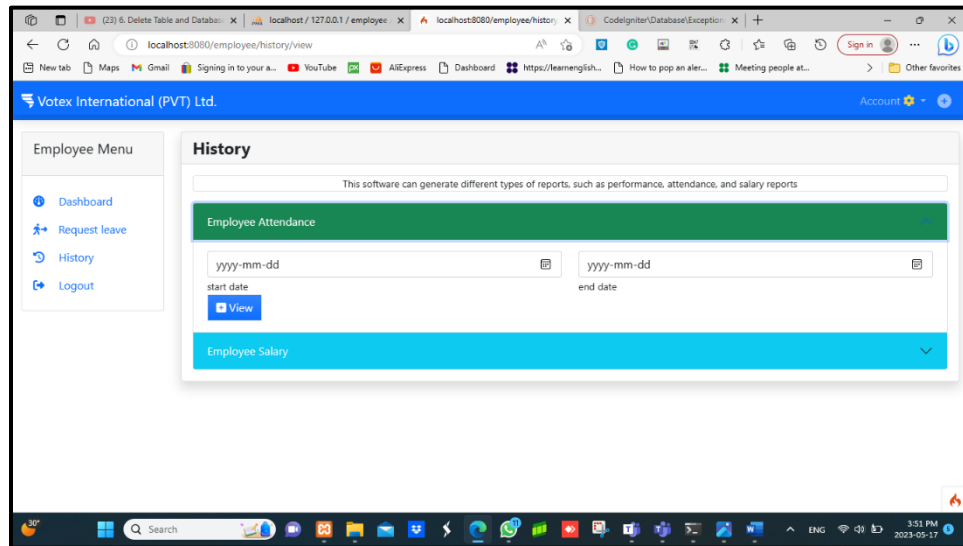 (23) 6. Delete Table and Databas
localhost / 127.0.0.1 / employee
localhost:8080/employee/history
CodeIgniter\Database\Exception
localhost:8080/employee/history/view
Sign in
New tab
Maps
Gmail
Signing in to your a...
YouTube
AliExpress
Dashboard
https://learnenglish...
How to pop an aler...
Meeting people at...
Other favorites
Votex International (PVT) Ltd.
Account
Employee Menu
Dashboard
Request leave
History
Logout
History
This software can generate different types of reports, such as performance, attendance, and salary reports
Employee Attendance
yyyy-mm-dd
yyyy-mm-dd
start date
end date
View
Employee Salary
30°
Search
ENG
3:51 PM
2023-05-17